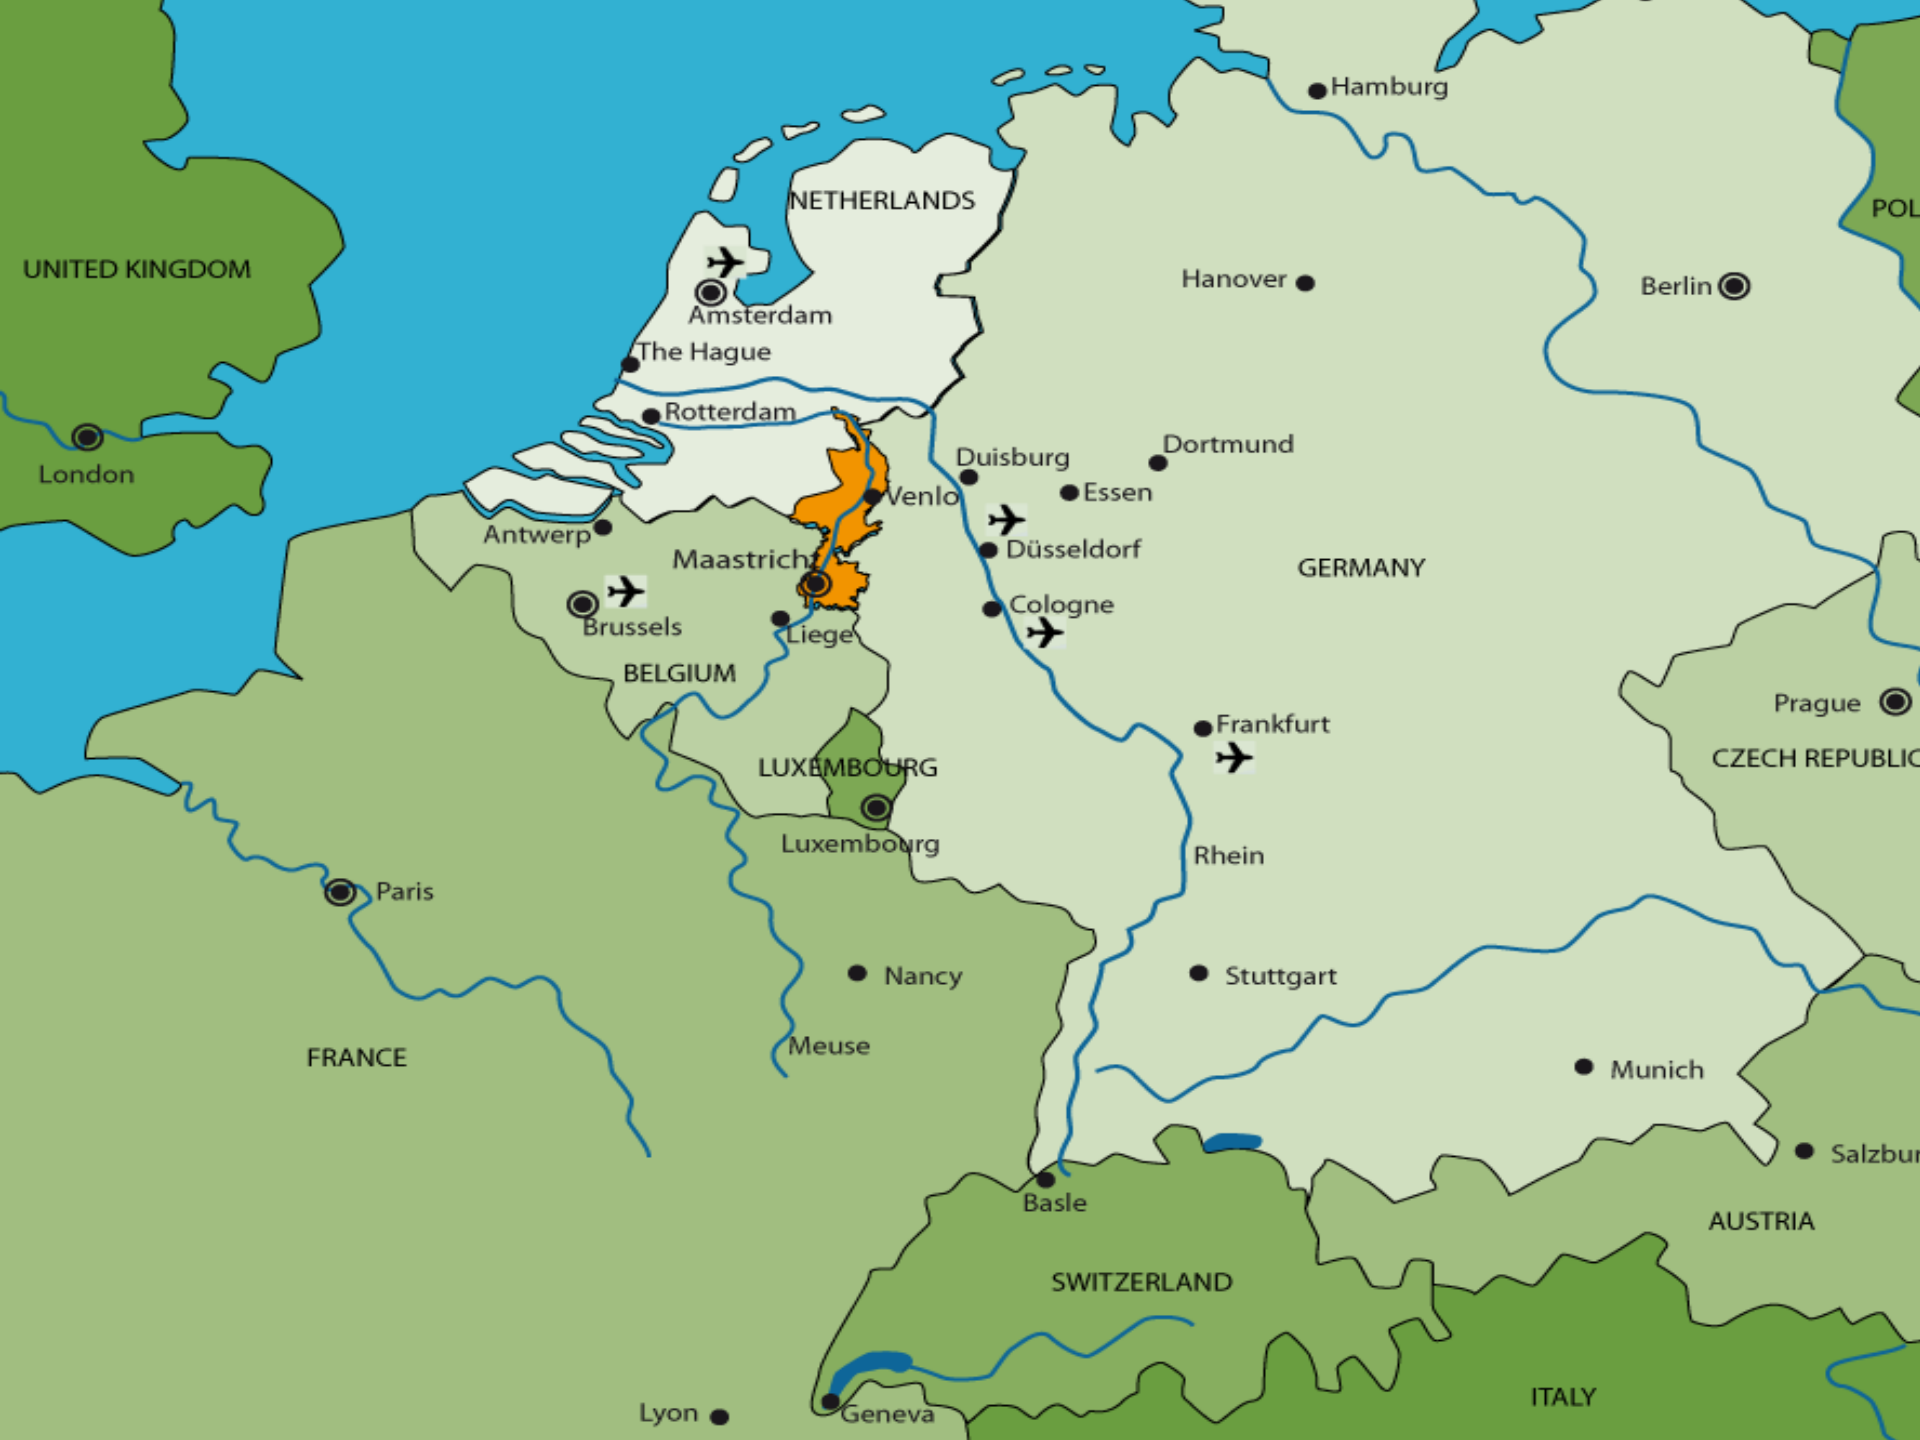 Hamburg
NETHERLANDS
POL
UNITED KINGDOM
Hanover
Berlin
Amsterdam
The Hague
Rotterdam
London
Duisburg
Dortmund
Venlo
Essen
Antwerp
Düsseldorf
Maastricht
GERMANY
Cologne
Brussels
Liege
BELGIUM
Prague
Frankfurt
LUXEMBOURG
CZECH REPUBLIC
Luxembourg
Rhein
Paris
Nancy
Stuttgart
Meuse
FRANCE
Munich
Salzbur
Basle
AUSTRIA
SWITZERLAND
ITALY
Lyon
Geneva